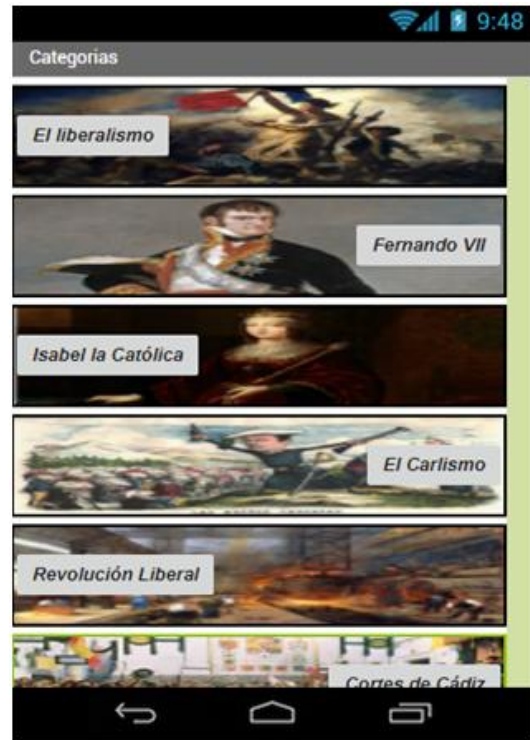 9:48
Categorias
El liberalismo
Fernando VII
Isabel la Católica
El Carlismo
Revolución Liberal
Cortes de Cádiz